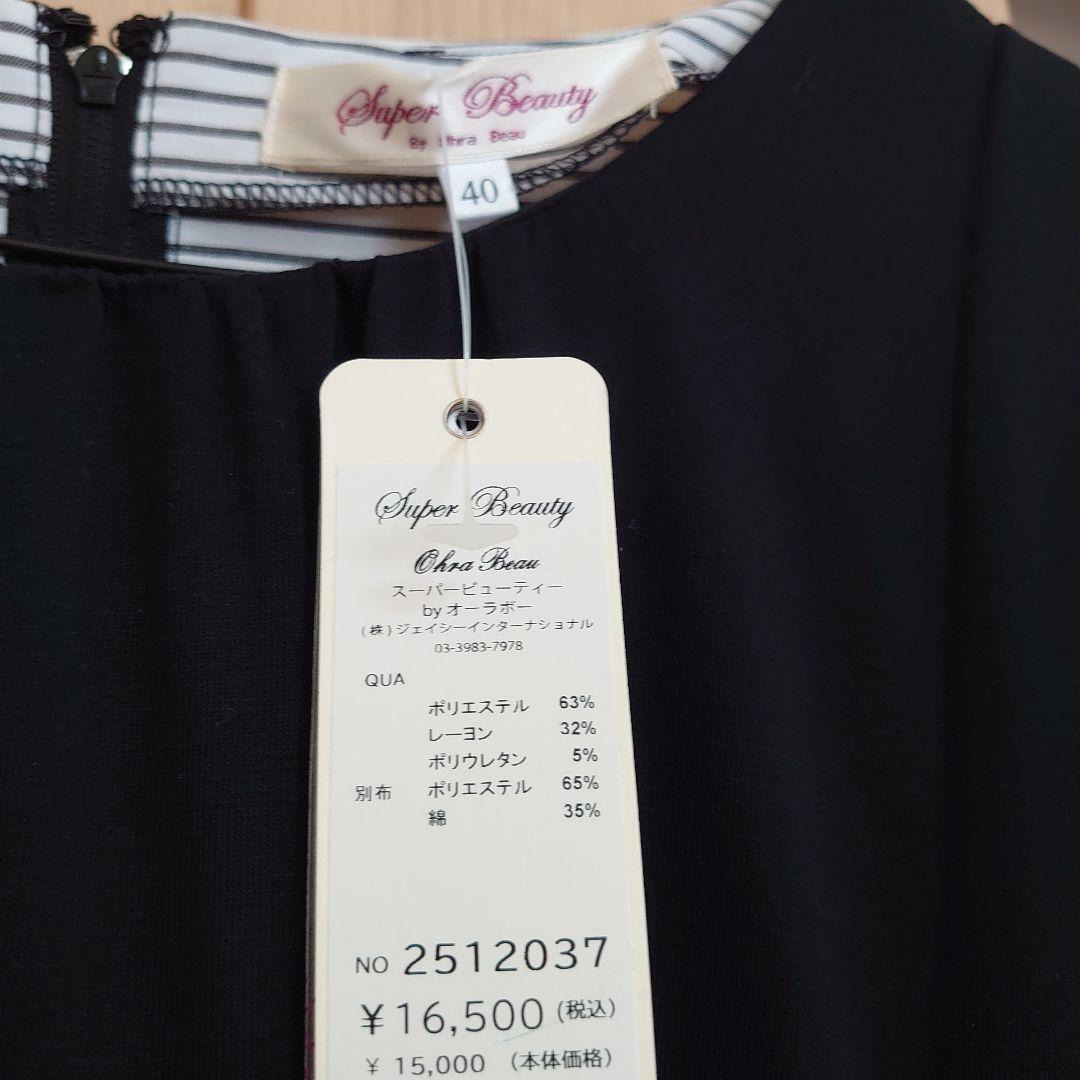 Super Beauty
By Ohra Beau
40
Super Beauty
Ohra Beau
スーパービューティー
by オーラボー
(株)ジェイシーインターナショナル
03-3983-7978
QUA
ポリエステル 63%
レーヨン 32%
ポリウレタン 5%
別布 ポリエステル 65%
綿 35%
NO 2512037
¥16,500 (税込)
¥ 15,000 (本体価格)